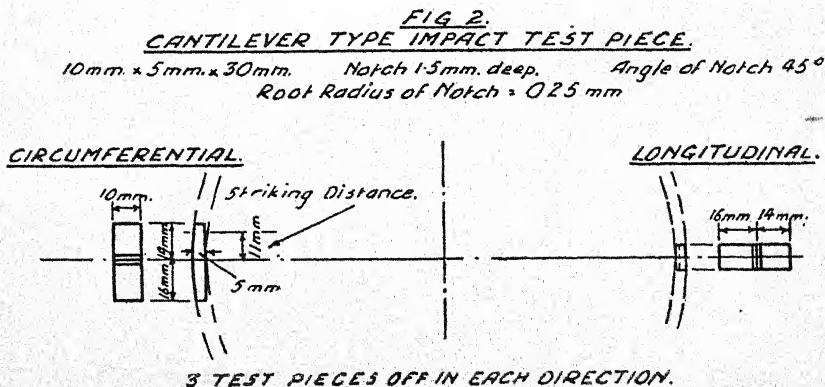 FIG 2.
CANTILEVER TYPE IMPACT TEST PIECE.
10mm. x 5mm. x 30mm. Notch 1·5mm. deep. Angle of Notch 45°
Root Radius of Notch = 025 mm
CIRCUMFERENTIAL.
LONGITUDINAL.
10mm.
Striking Distance.
16mm 14mm.
14mm
11mm
16mm
5mm
3 TEST PIECES OFF IN EACH DIRECTION.